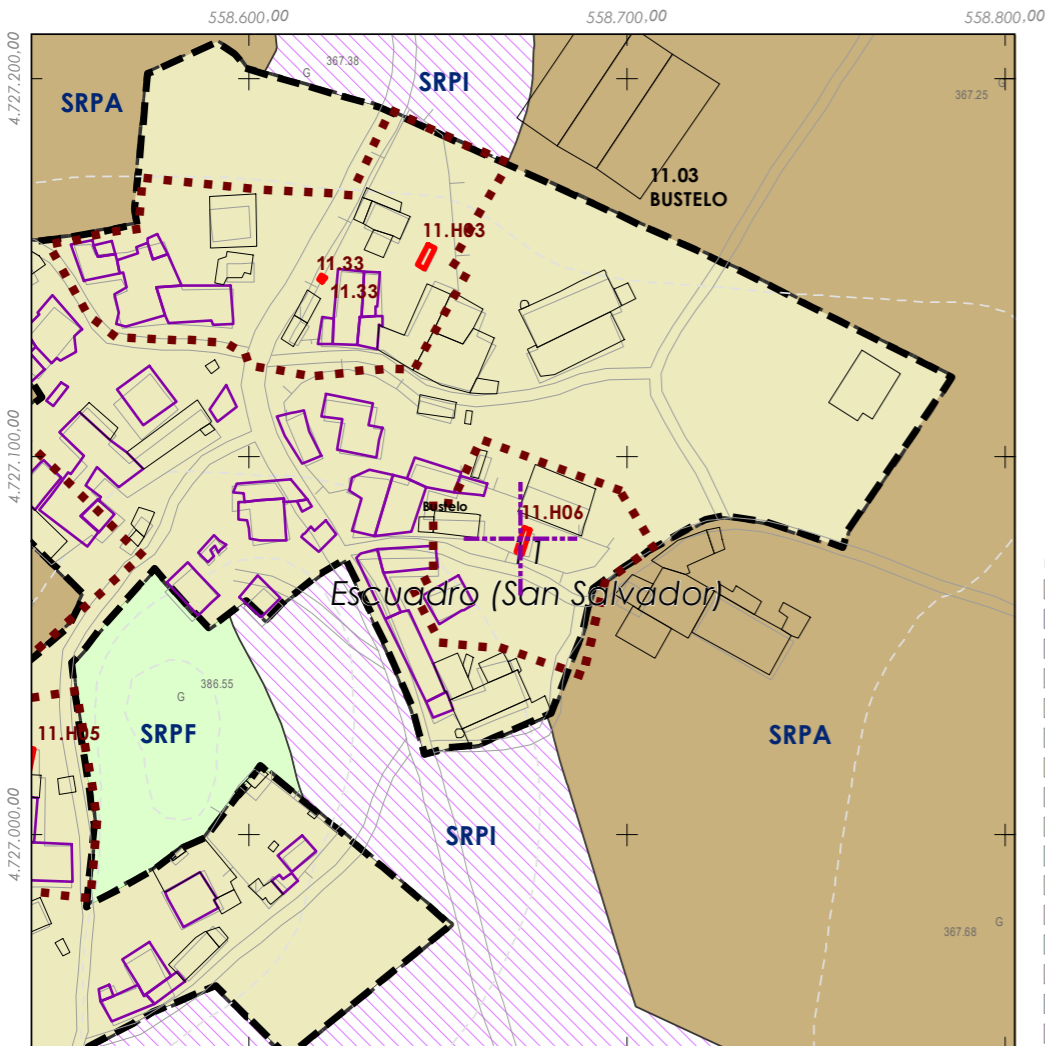 558.600,00
558.700,00
558.800,00
4.727.200,00
G
367.38
SRPI
SRPA
367.25
G
11.03
BUSTELO
11.H03
11.33
11.33
4.727.100,00
Bustelo
11.H06
Escuadro (San Salvador)
G
386.55
SRPF
11.H05
SRPA
4.727.000,00
SRPI
G
367.68